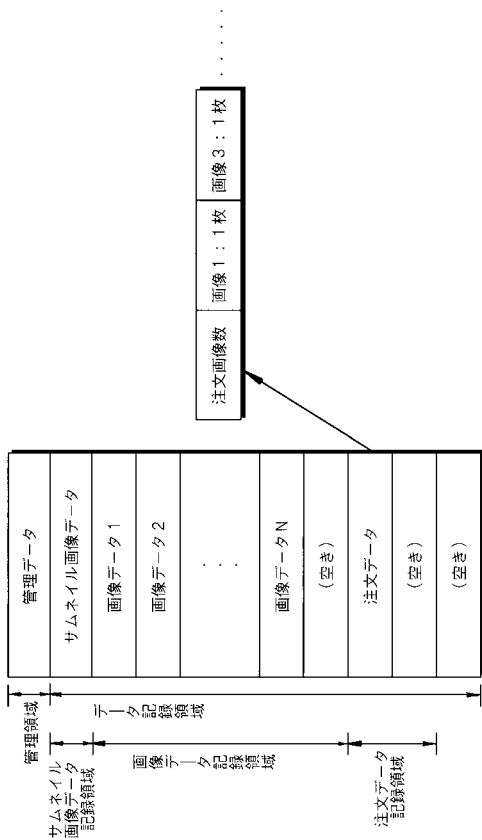 管理データ
サムネイル画像データ
画像データ1
画像データ2
・・・
画像データN
(空き)
注文データ
(空き)
(空き)
管理領域
データ記録領域
サムネイル
画像データ
記録領域
画像データ記録領域
注文データ
記録領域
注文画像数
画像1:1枚
画像3:1枚
・・・・・